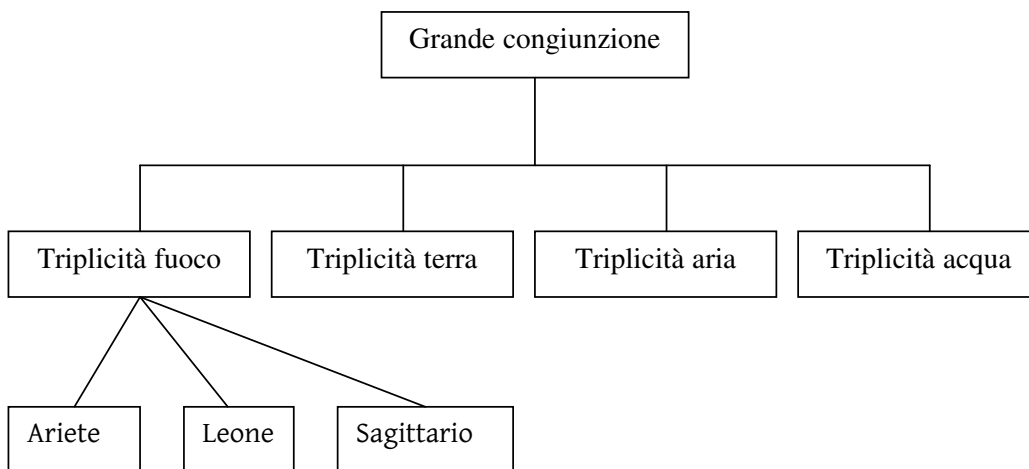 Grande congiunzione
Triplicità fuoco
Triplicità terra
Triplicità aria
Triplicità acqua
Ariete
Leone
Sagittario